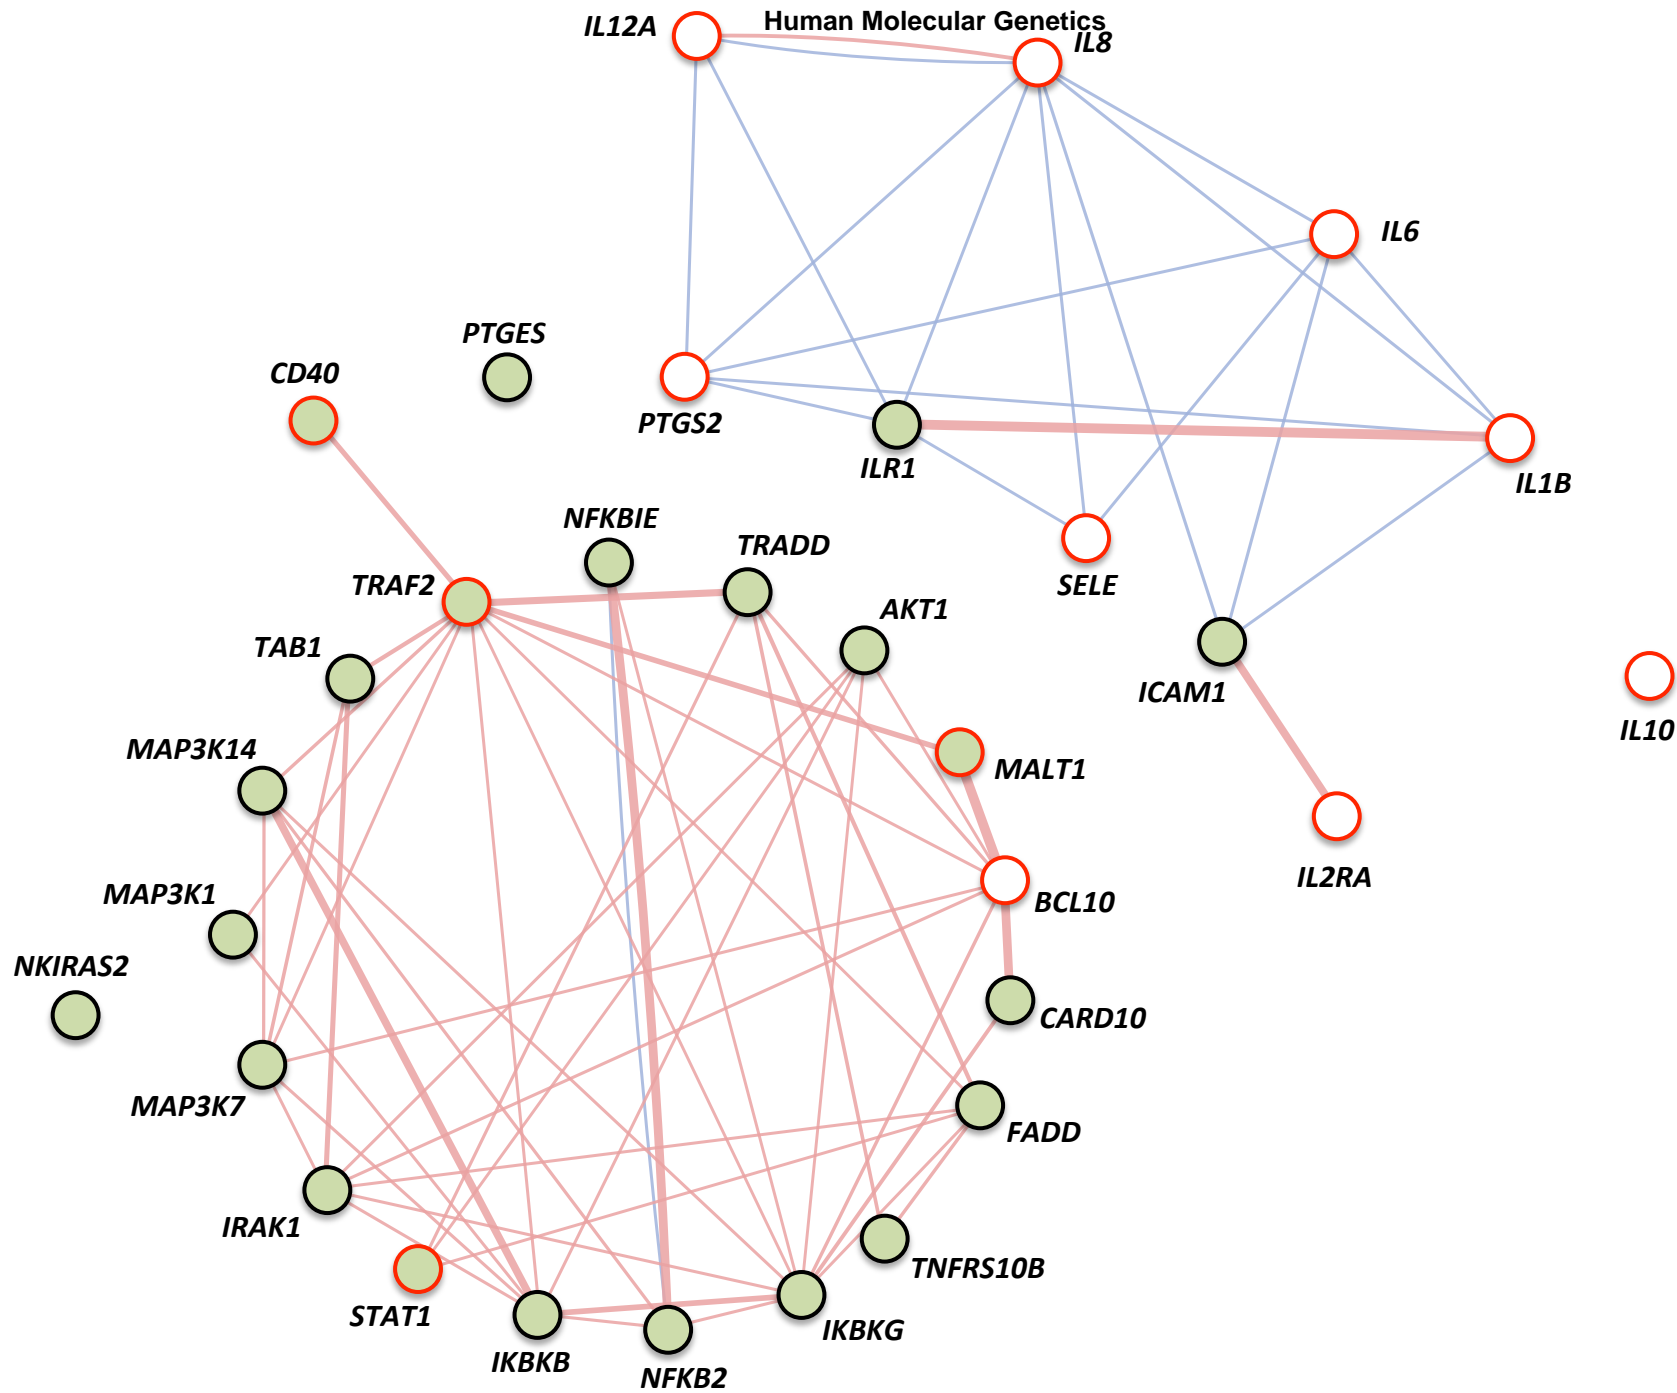 Human Molecular Genetics
IL12A
IL8
IL6
PTGES
CD40
PTGS2
ILR1
IL1B
NFKBIE
TRADD
SELE
TRAF2
AKT1
TAB1
ICAM1
IL10
MAP3K14
MALT1
IL2RA
MAP3K1
BCL10
NKIRAS2
CARD10
MAP3K7
FADD
IRAK1
TNFRS10B
STAT1
IKBKG
IKBKB
NFKB2